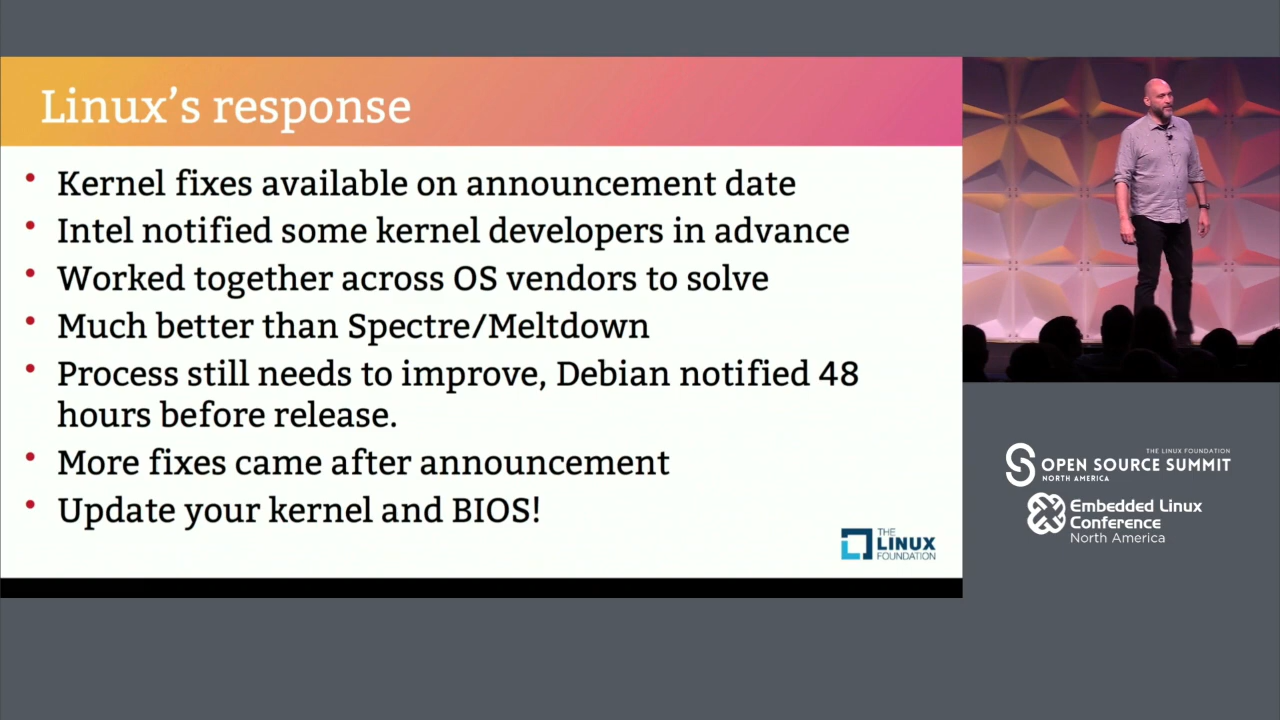 Linux’s response
• Kernel fixes available on announcement date
• Intel notified some kernel developers in advance
• Worked together across OS vendors to solve
• Much better than Spectre/Meltdown
• Process still needs to improve, Debian notified 48
hours before release.
• More fixes came after announcement
• Update your kernel and BIOS!
THE
LINUX
FOUNDATION
THE LINUX FOUNDATION
OPEN SOURCE SUMMIT
NORTH AMERICA
Embedded Linux
Conference
North America